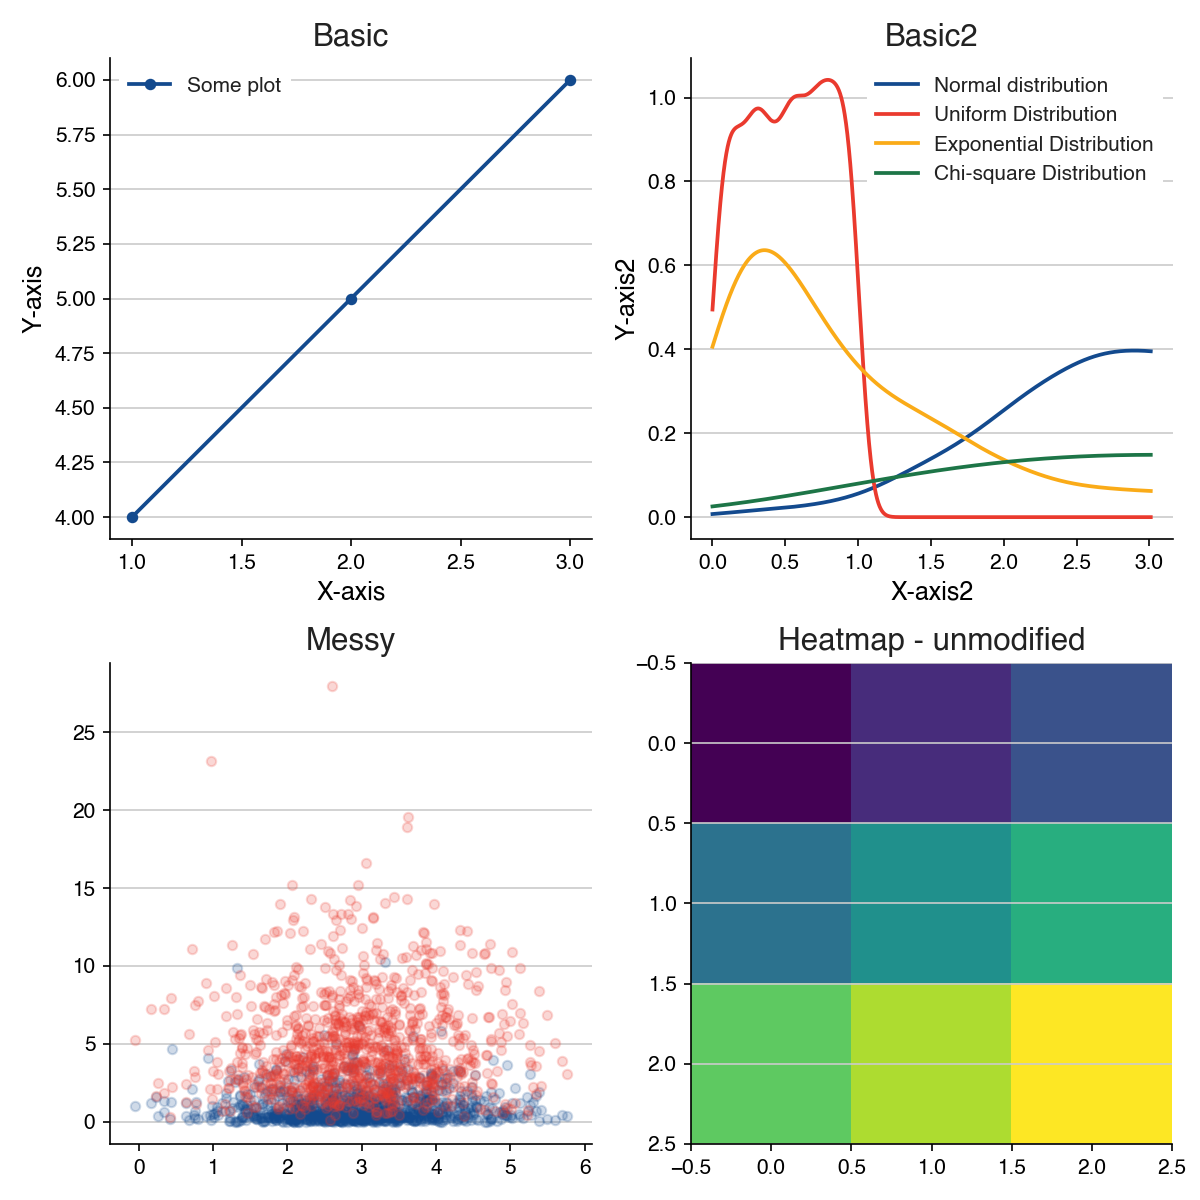 Basic
Some plot
6.00
5.75
5.50
5.25
5.00
4.75
4.50
4.25
4.00
Y-axis
1.0 1.5 2.0 2.5 3.0
X-axis
Basic2
Normal distribution
Uniform Distribution
Exponential Distribution
Chi-square Distribution
1.0
0.8
0.6
0.4
0.2
0.0
Y-axis2
0.0 0.5 1.0 1.5 2.0 2.5 3.0
X-axis2
Messy
25
20
15
10
5
0
0 1 2 3 4 5 6
Heatmap - unmodified
−0.5
0.0
0.5
1.0
1.5
2.0
2.5
−0.5 0.0 0.5 1.0 1.5 2.0 2.5